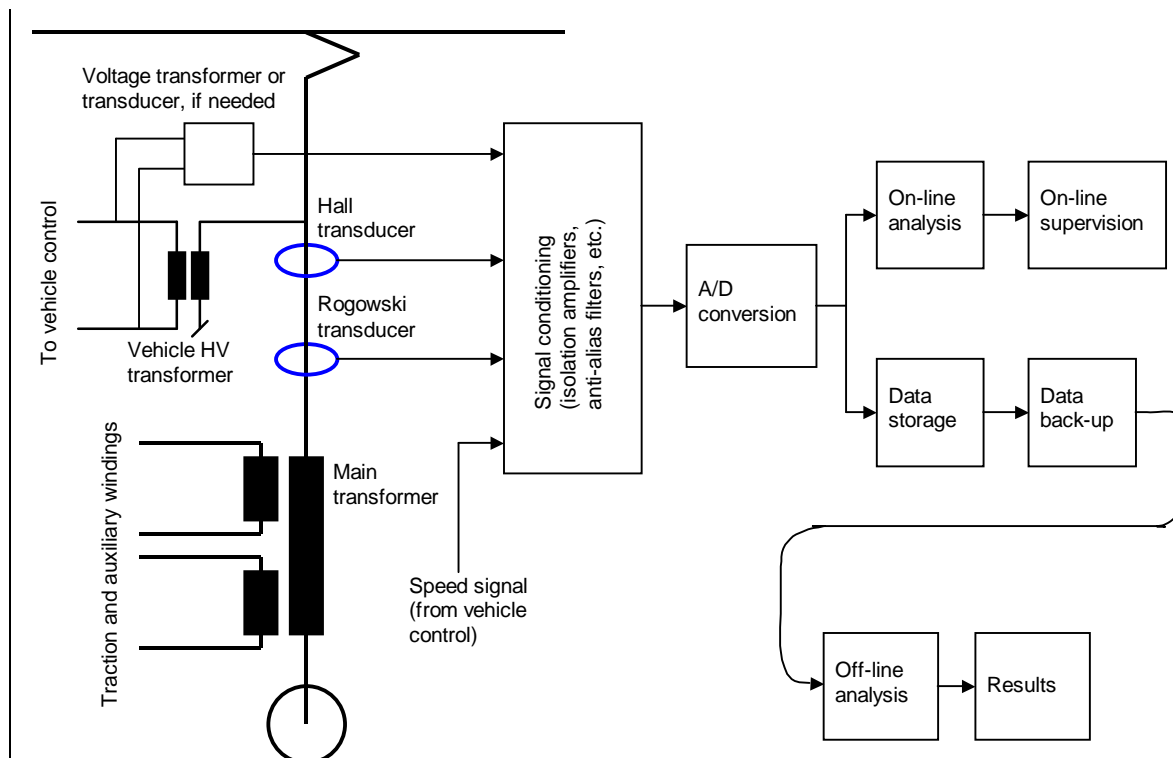 Voltage transformer or
transducer, if needed
Hall
transducer
Rogowski
transducer
To vehicle control
Vehicle HV
transformer
Traction and auxiliary windings
Main
transformer
Speed signal
(from vehicle
control)
Signal conditioning
(isolation amplifiers,
anti-alias filters, etc.)
A/D
conversion
On-line
analysis
On-line
supervision
Data
storage
Data
back-up
Off-line
analysis
Results